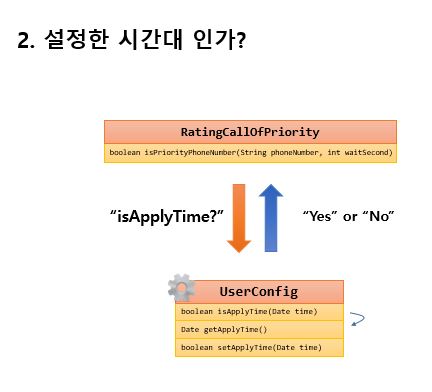 2. 설정한 시간대 인가?
RatingCallOfPriority
boolean isPriorityPhoneNumber(String phoneNumber, int waitSecond)
“isApplyTime?”
“Yes” or “No”
UserConfig
boolean isApplyTime(Date time)
Date getApplyTime()
boolean setApplyTime(Date time)